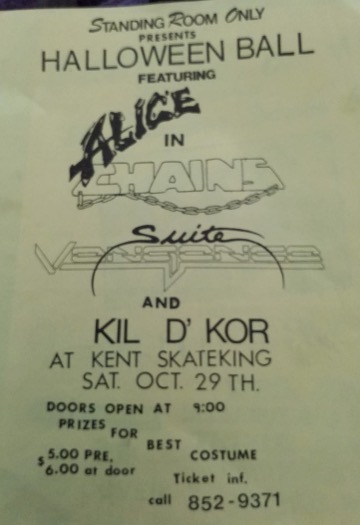 STANDING ROOM ONLY
PRESENTS
HALLOWEEN BALL
FEATURING
ALICE
IN
CHAINS
Suite
VENGEANCE
AND
KIL D' KOR
AT KENT SKATEKING
SAT. OCT. 29 TH.
DOORS OPEN AT 9:00
PRIZES FOR BEST COSTUME
$5.00 PRE,
6.00 at door
Ticket inf.
call 852-9371